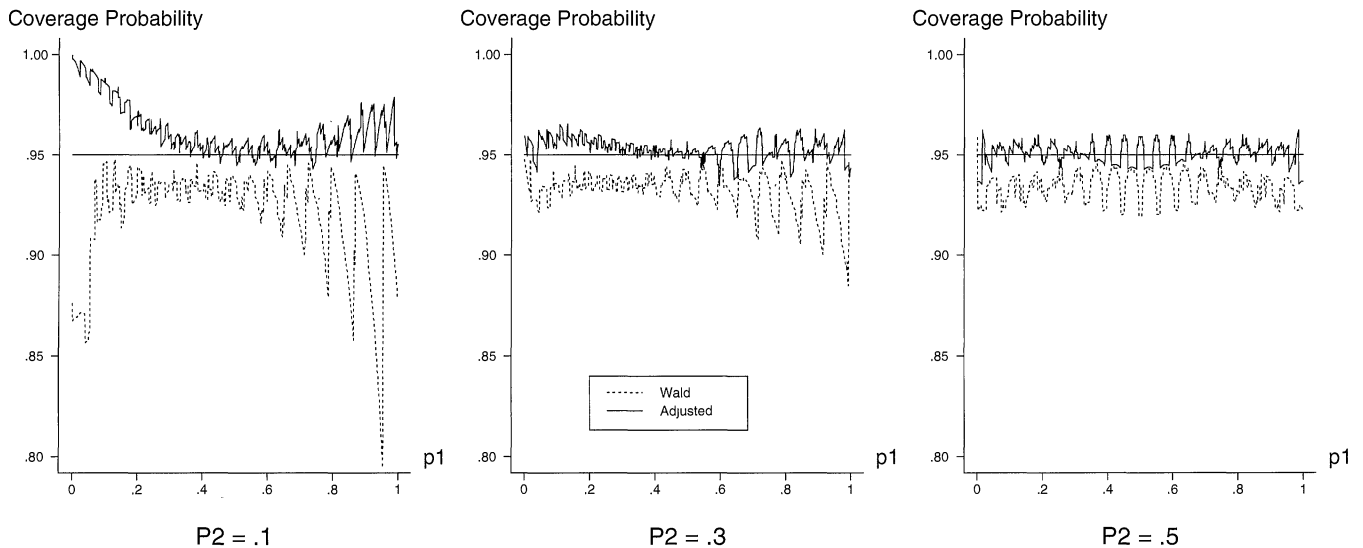 Coverage Probability
1.00
.95
.90
.85
.80
0 .2 .4 .6 .8 1
p1
P2 = .1
Coverage Probability
1.00
.95
.90
.85
.80
Wald
Adjusted
0 .2 .4 .6 .8 1
p1
P2 = .3
Coverage Probability
1.00
.95
.90
.85
.80
0 .2 .4 .6 .8 1
p1
P2 = .5